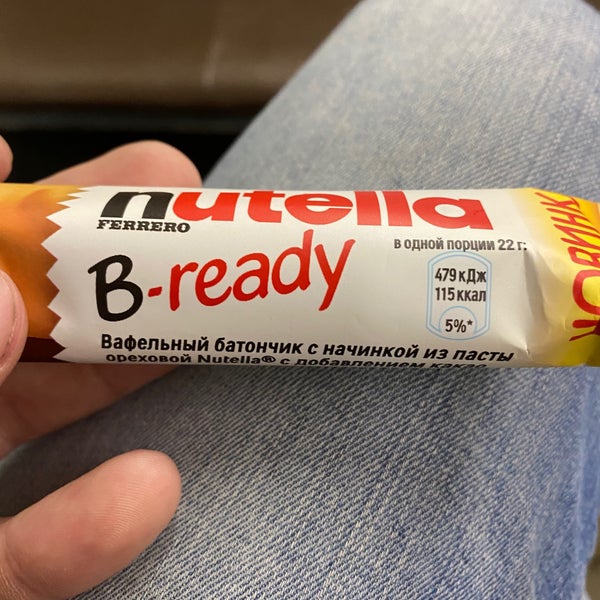 nutella
FERRERO
B-ready
в одной порции 22 г:
479 кДж
115 ккал
5%*
Вафельный батончик с начинкой из пасты
ореховой Nutella® с добавлением какао
НОВИНК